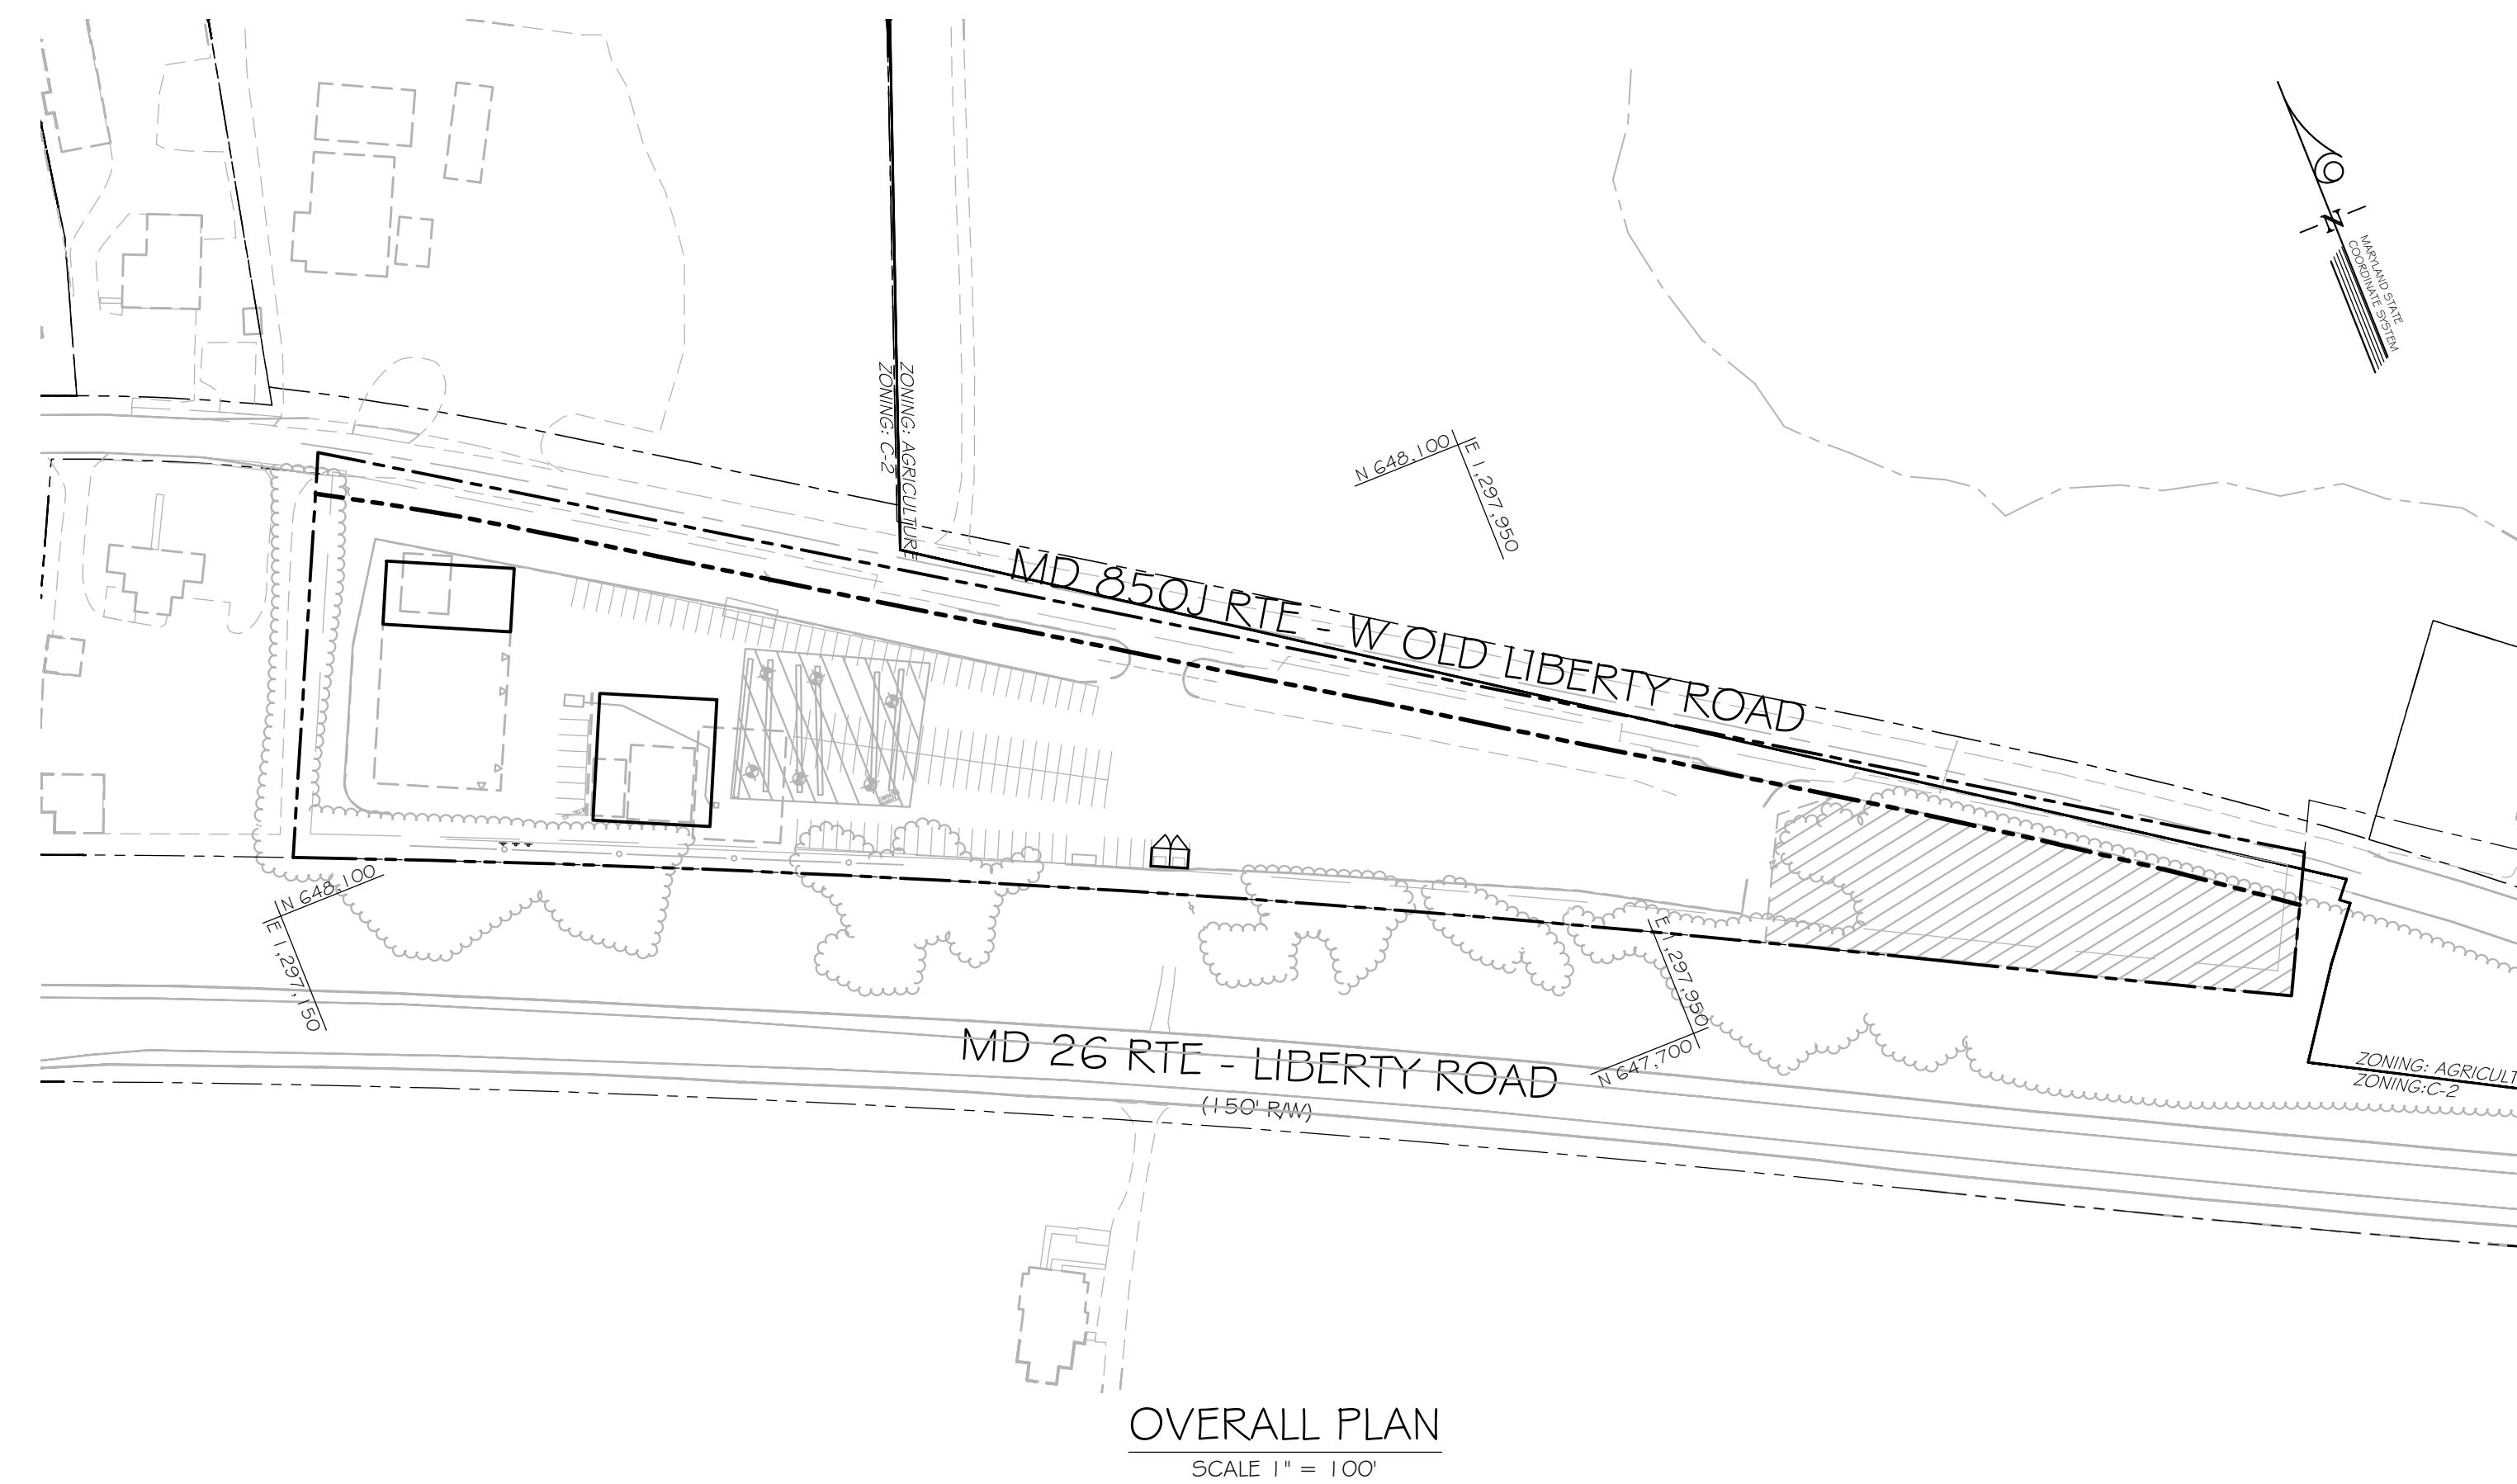 N
MARYLAND STATE
COORDINATE SYSTEM
ZONING: AGRICULTURE
ZONING: C-2
N 648,100
E 1,297,950
MD 850J RTE - W OLD LIBERTY ROAD
N 648,100
E 1,297,150
E 1,297,950
N 647,700
MD 26 RTE - LIBERTY ROAD
(150' R/W)
ZONING: AGRICULT
ZONING:C-2
OVERALL PLAN
SCALE 1" = 100'